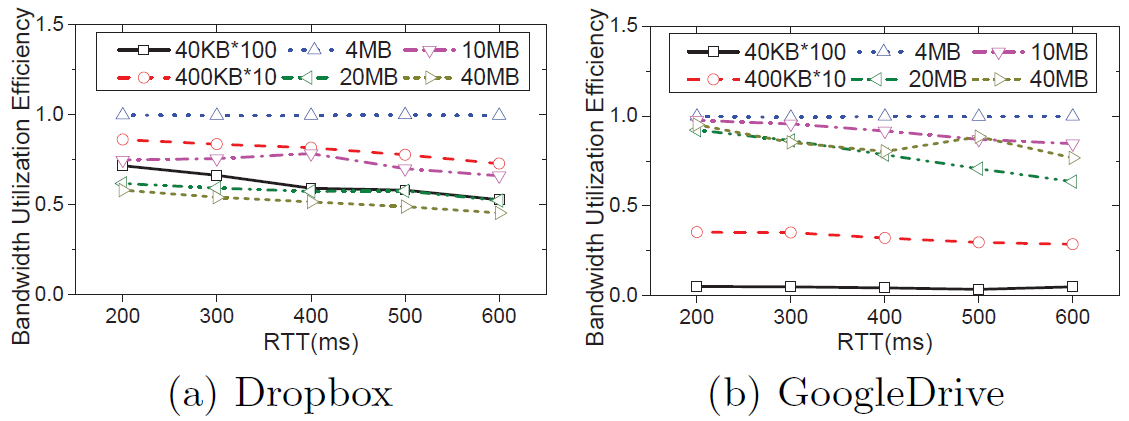 Bandwidth Utilization Efficiency
1.5
1.0
0.5
0.0
40KB*100 4MB 10MB
400KB*10 20MB 40MB
200 300 400 500 600
RTT(ms)
(a) Dropbox
Bandwidth Utilization Efficiency
1.5
1.0
0.5
0.0
40KB*100 4MB 10MB
400KB*10 20MB 40MB
200 300 400 500 600
RTT(ms)
(b) GoogleDrive